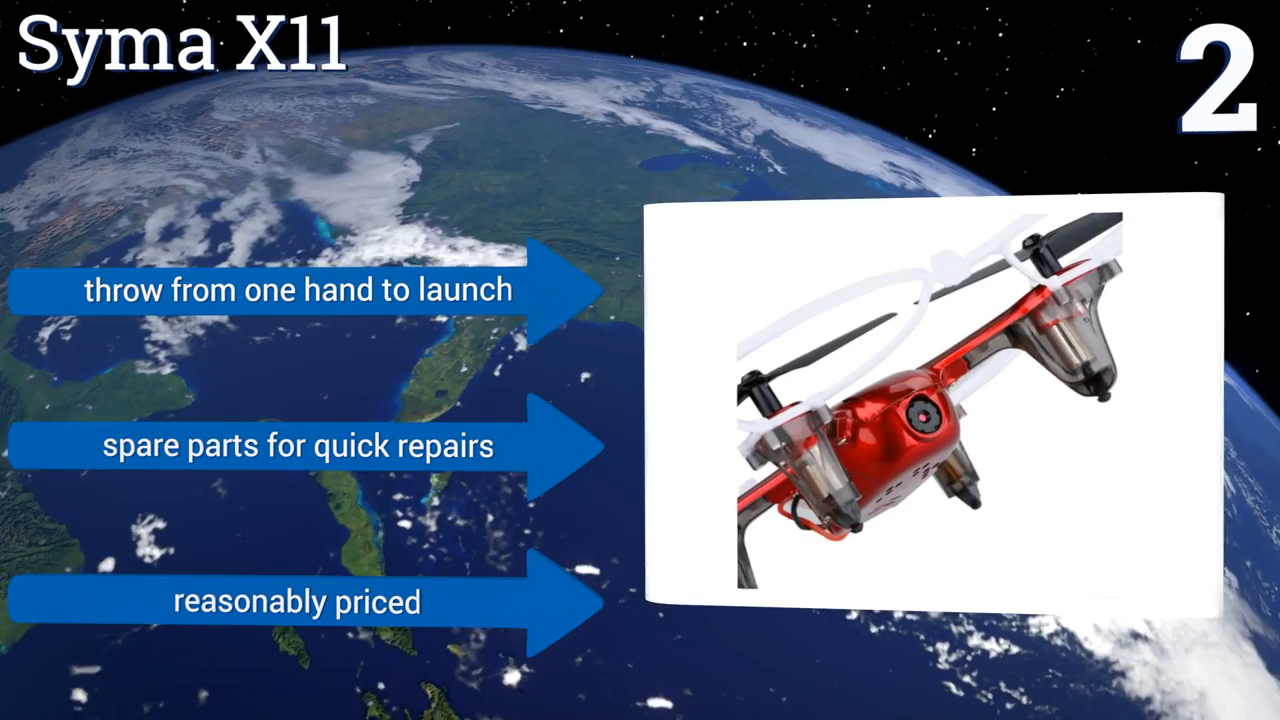 Syma X11
2
throw from one hand to launch
spare parts for quick repairs
reasonably priced